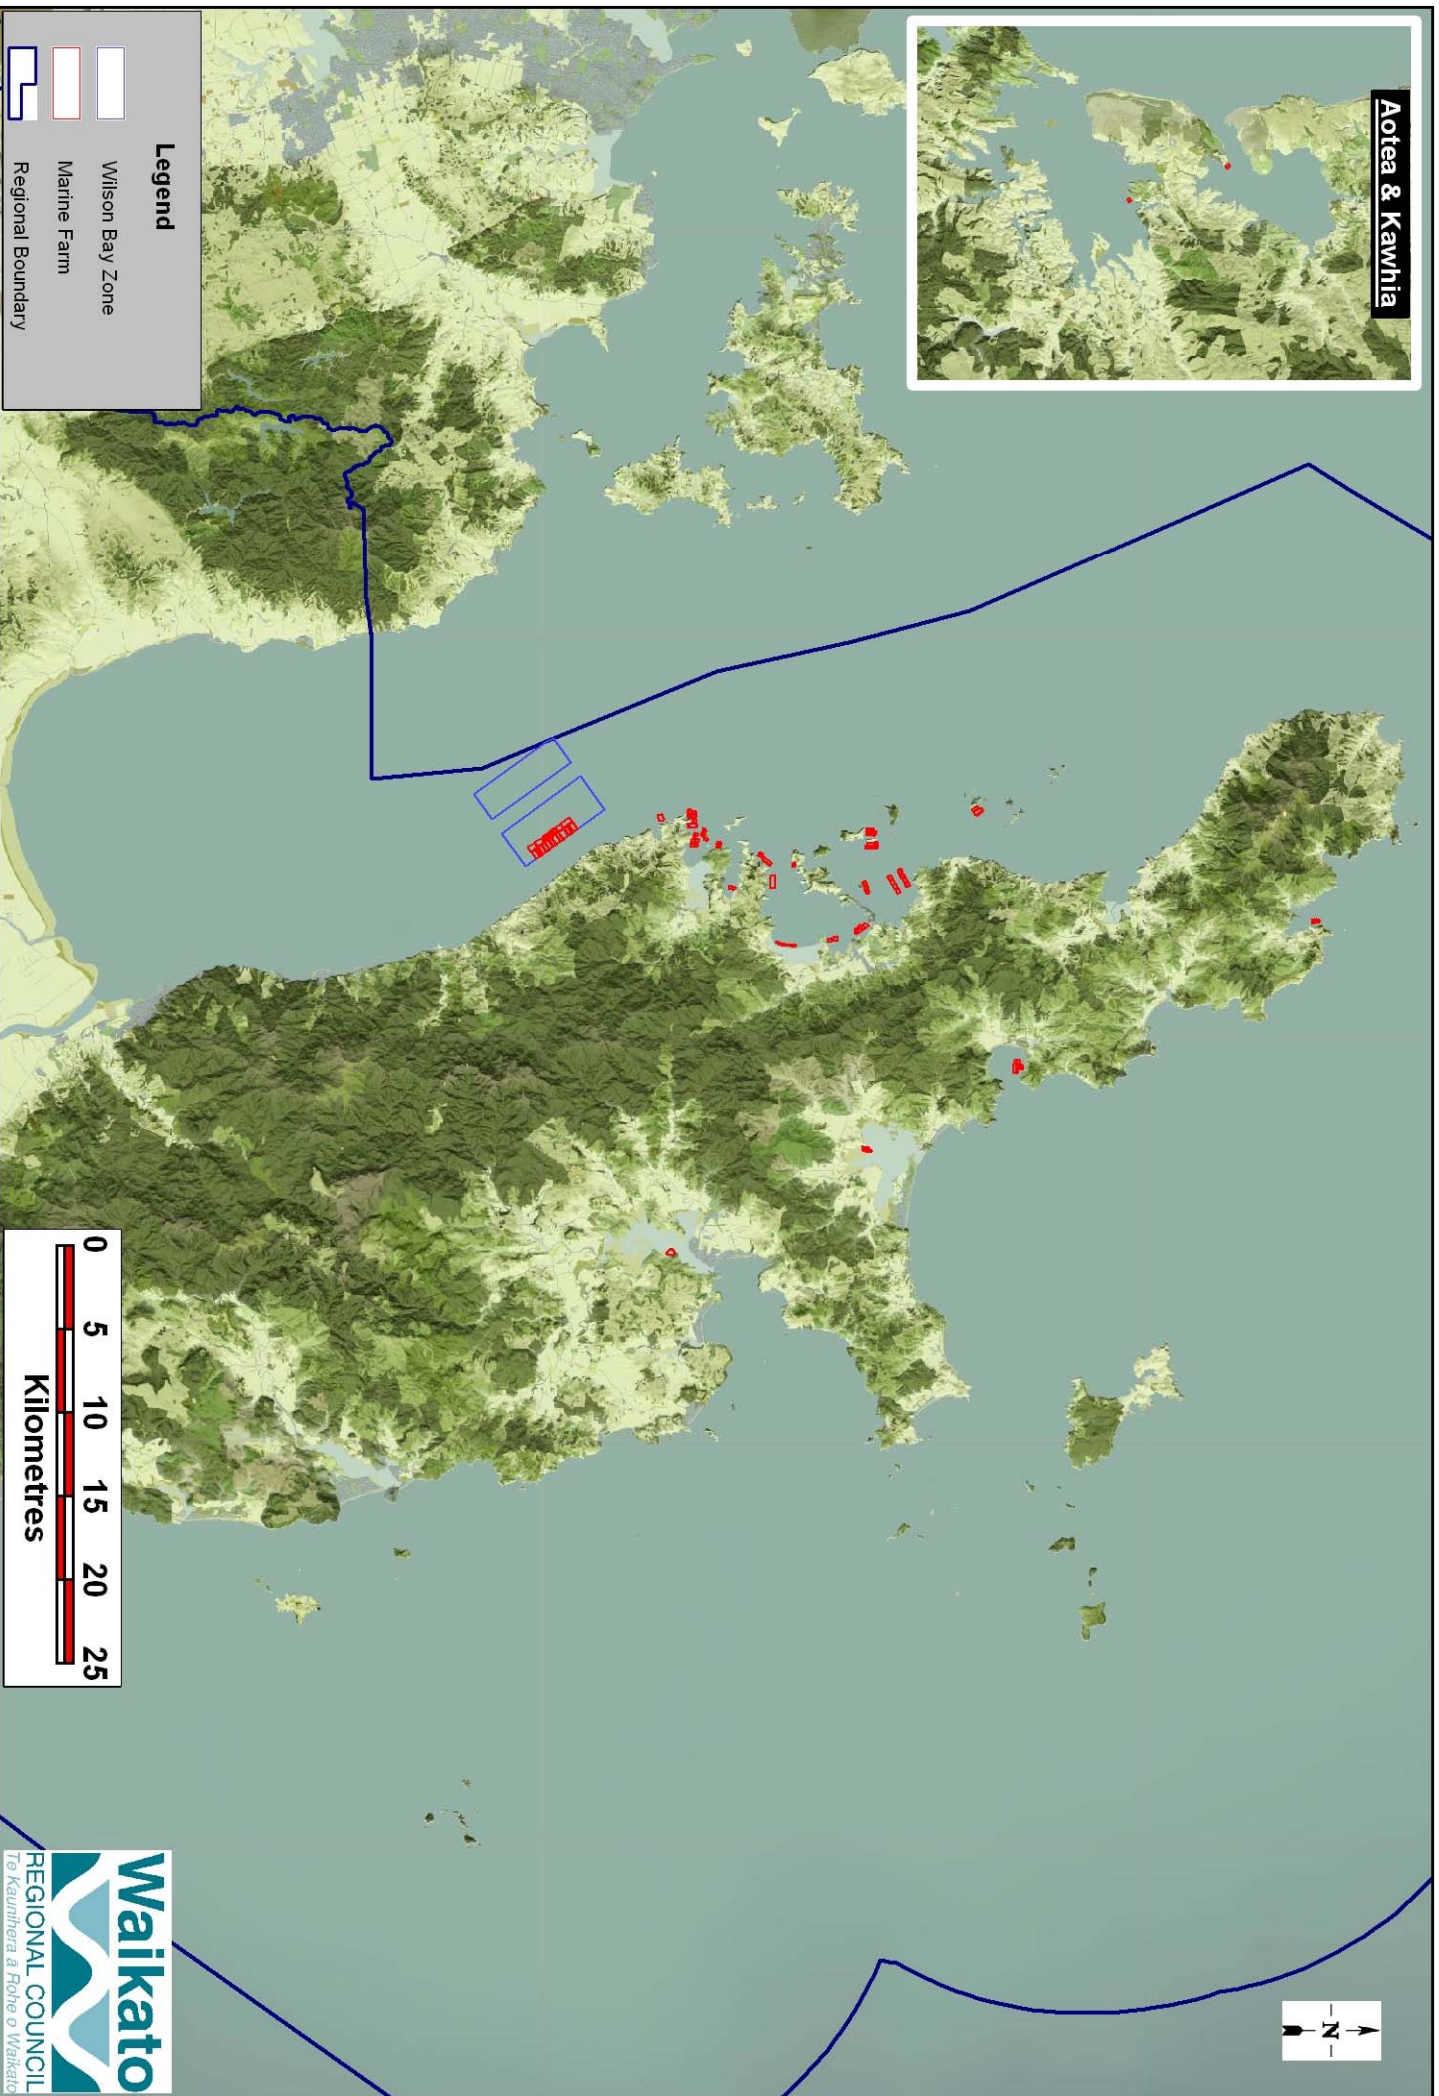 Aotea & Kawhia
Legend
Wilson Bay Zone
Marine Farm
Regional Boundary
0 5 10 15 20 25
Kilometres
N
Waikato
REGIONAL COUNCIL
Te Kaunihera ā Rohe o Waikato